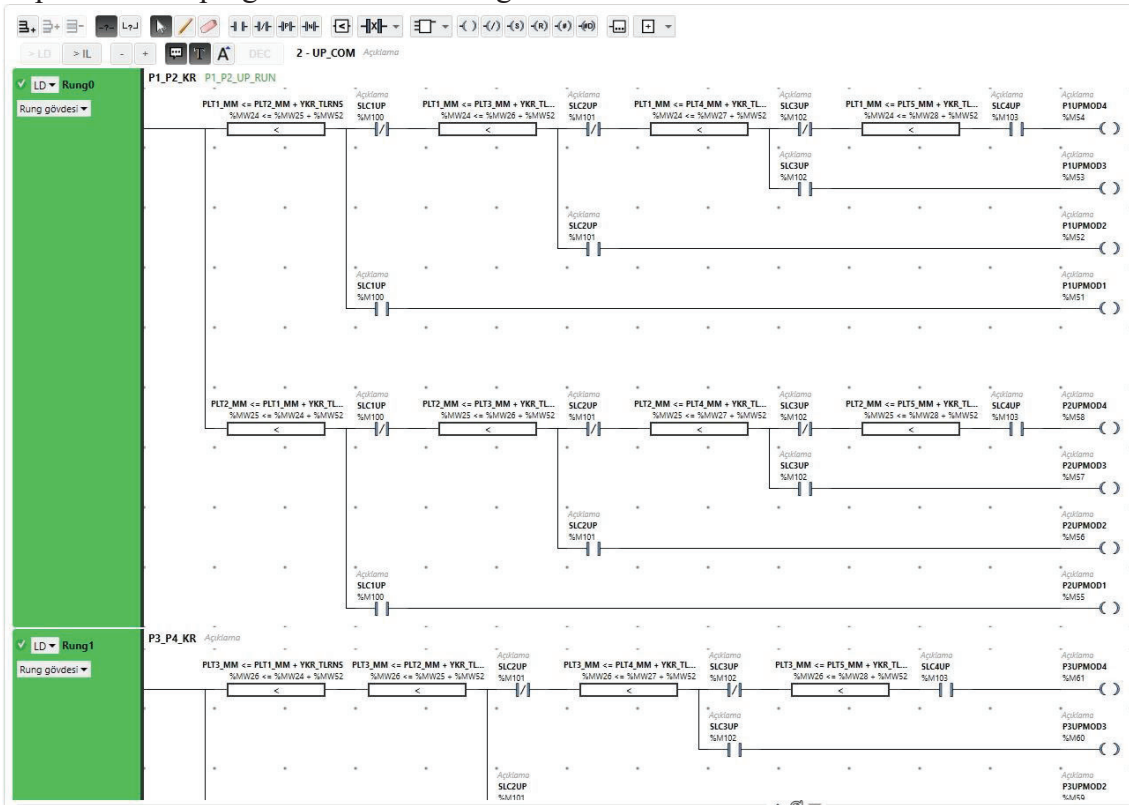 > LD > IL - + T A DEC 2 - UP_COM Açıklama
LD Rung0
Rung gövdesi
P1_P2_KR P1_P2_UP_RUN
Açıklama Açıklama Açıklama Açıklama Açıklama
PLT1_MM <= PLT2_MM + YKR_TLRNS SLC1UP PLT1_MM <= PLT3_MM + YKR_TL... SLC2UP PLT1_MM <= PLT4_MM + YKR_TL... SLC3UP PLT1_MM <= PLT5_MM + YKR_TL... SLC4UP P1UPMOD4
%MW24 <= %MW25 + %MW52 %M100 %MW24 <= %MW26 + %MW52 %M101 %MW24 <= %MW27 + %MW52 %M102 %MW24 <= %MW28 + %MW52 %M103 %M54
< < < <
Açıklama Açıklama
SLC3UP P1UPMOD3
%M102 %M53
Açıklama Açıklama
SLC2UP P1UPMOD2
%M101 %M52
Açıklama Açıklama
SLC1UP P1UPMOD1
%M100 %M51
Açıklama Açıklama Açıklama Açıklama Açıklama
PLT2_MM <= PLT1_MM + YKR_TL... SLC1UP PLT2_MM <= PLT3_MM + YKR_TL... SLC2UP PLT2_MM <= PLT4_MM + YKR_TL... SLC3UP PLT2_MM <= PLT5_MM + YKR_TL... SLC4UP P2UPMOD4
%MW25 <= %MW24 + %MW52 %M100 %MW25 <= %MW26 + %MW52 %M101 %MW25 <= %MW27 + %MW52 %M102 %MW25 <= %MW28 + %MW52 %M103 %M58
< < < <
Açıklama Açıklama
SLC3UP P2UPMOD3
%M102 %M57
Açıklama Açıklama
SLC2UP P2UPMOD2
%M101 %M56
Açıklama Açıklama
SLC1UP P2UPMOD1
%M100 %M55
LD Rung1
Rung gövdesi
P3_P4_KR Açıklama
Açıklama Açıklama Açıklama Açıklama
PLT3_MM <= PLT1_MM + YKR_TLRNS PLT3_MM <= PLT2_MM + YKR_TL... SLC2UP PLT3_MM <= PLT4_MM + YKR_TL... SLC3UP PLT3_MM <= PLT5_MM + YKR_TL... SLC4UP P3UPMOD4
%MW26 <= %MW24 + %MW52 %MW26 <= %MW25 + %MW52 %M101 %MW26 <= %MW27 + %MW52 %M102 %MW26 <= %MW28 + %MW52 %M103 %M61
< < < <
Açıklama Açıklama
SLC3UP P3UPMOD3
%M102 %M60
Açıklama Açıklama
SLC2UP P3UPMOD2
%M101 %M59